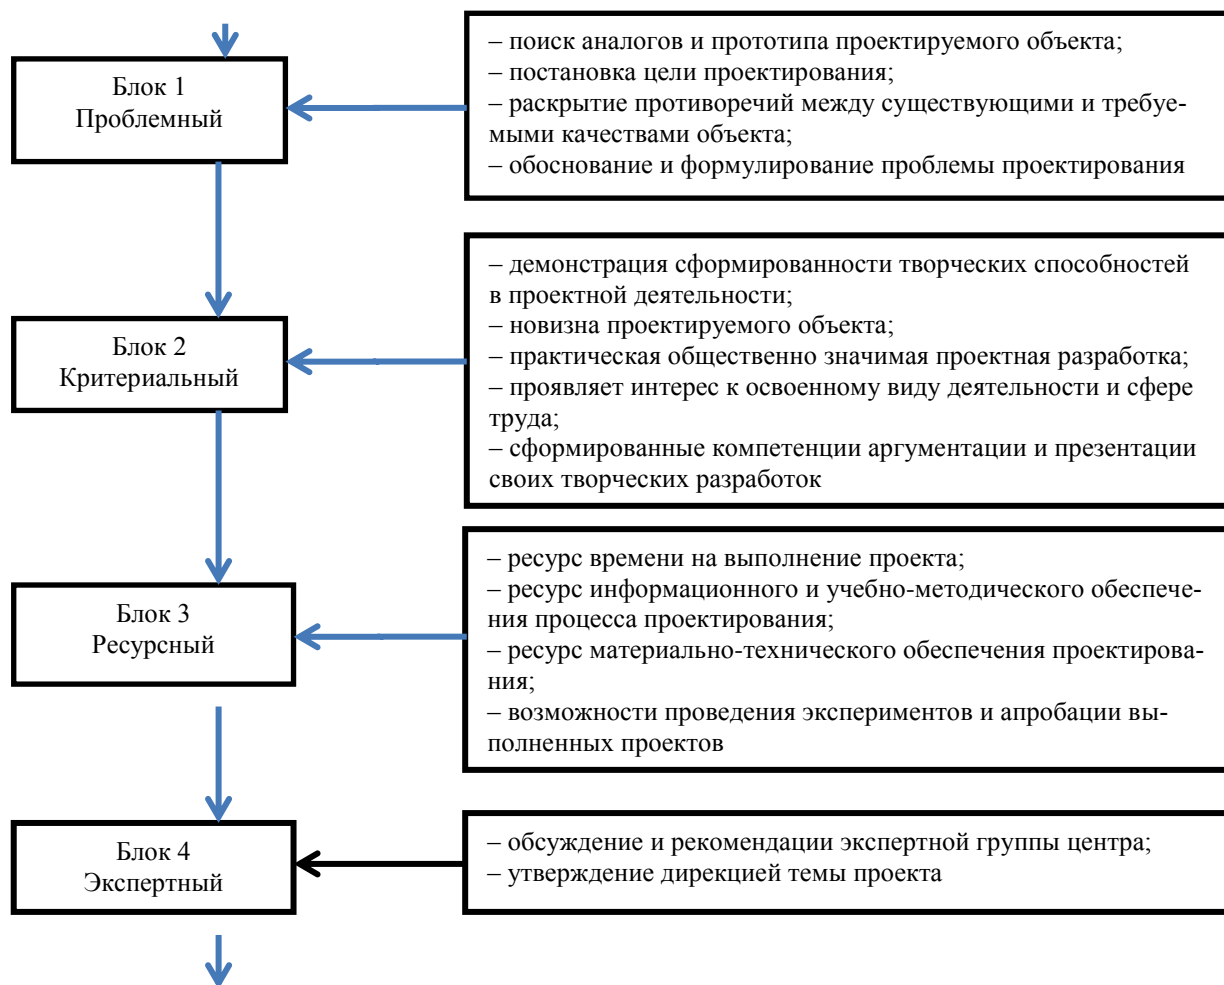 Блок 1
Проблемный
– поиск аналогов и прототипа проектируемого объекта;
– постановка цели проектирования;
– раскрытие противоречий между существующими и требуе-
мыми качествами объекта;
– обоснование и формулирование проблемы проектирования
Блок 2
Критериальный
– демонстрация сформированности творческих способностей
в проектной деятельности;
– новизна проектируемого объекта;
– практическая общественно значимая проектная разработка;
– проявляет интерес к освоенному виду деятельности и сфере
труда;
– сформированные компетенции аргументации и презентации
своих творческих разработок
Блок 3
Ресурсный
– ресурс времени на выполнение проекта;
– ресурс информационного и учебно-методического обеспече-
ния процесса проектирования;
– ресурс материально-технического обеспечения проектирова-
ния;
– возможности проведения экспериментов и апробации вы-
полненных проектов
Блок 4
Экспертный
– обсуждение и рекомендации экспертной группы центра;
– утверждение дирекцией темы проекта